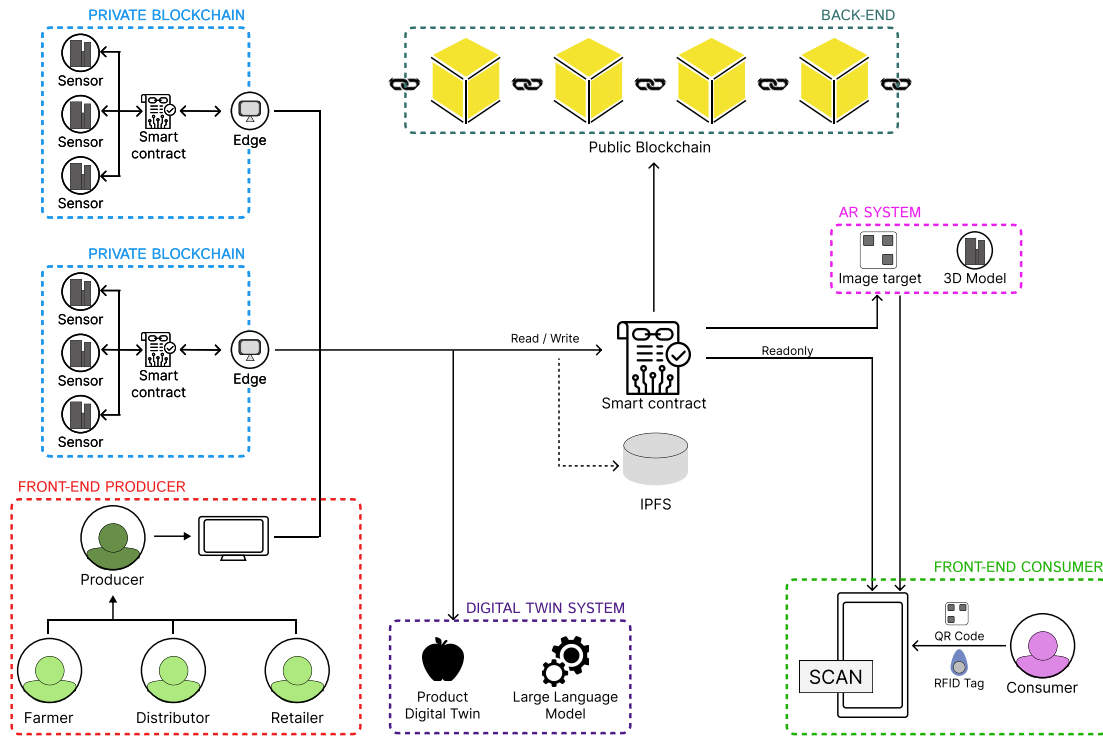 PRIVATE BLOCKCHAIN
Sensor
Sensor
Sensor
Smart
contract
Edge
BACK-END
Public Blockchain
PRIVATE BLOCKCHAIN
Sensor
Sensor
Sensor
Smart
contract
Edge
Read / Write
Smart contract
Readonly
IPFS
AR SYSTEM
Image target
3D Model
FRONT-END PRODUCER
Producer
Farmer
Distributor
Retailer
DIGITAL TWIN SYSTEM
Product
Digital Twin
Large Language
Model
FRONT-END CONSUMER
SCAN
QR Code
RFID Tag
Consumer